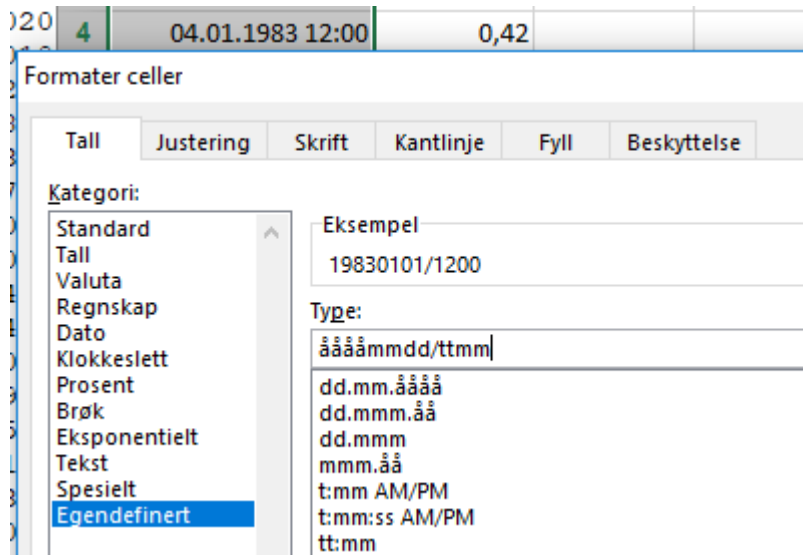 020
4 04.01.1983 12:00 0,42
Formater celler
Tall Justering Skrift Kantlinje Fyll Beskyttelse
Kategori:
Standard
Tall
Valuta
Regnskap
Dato
Klokkeslett
Prosent
Brøk
Eksponentielt
Tekst
Spesielt
Egendefinert
Eksempel
19830101/1200
Type:
ååååmmdd/ttmm
dd.mm.åååå
dd.mmm.åå
dd.mmm
mmm.åå
t:mm AM/PM
t:mm:ss AM/PM
tt:mm